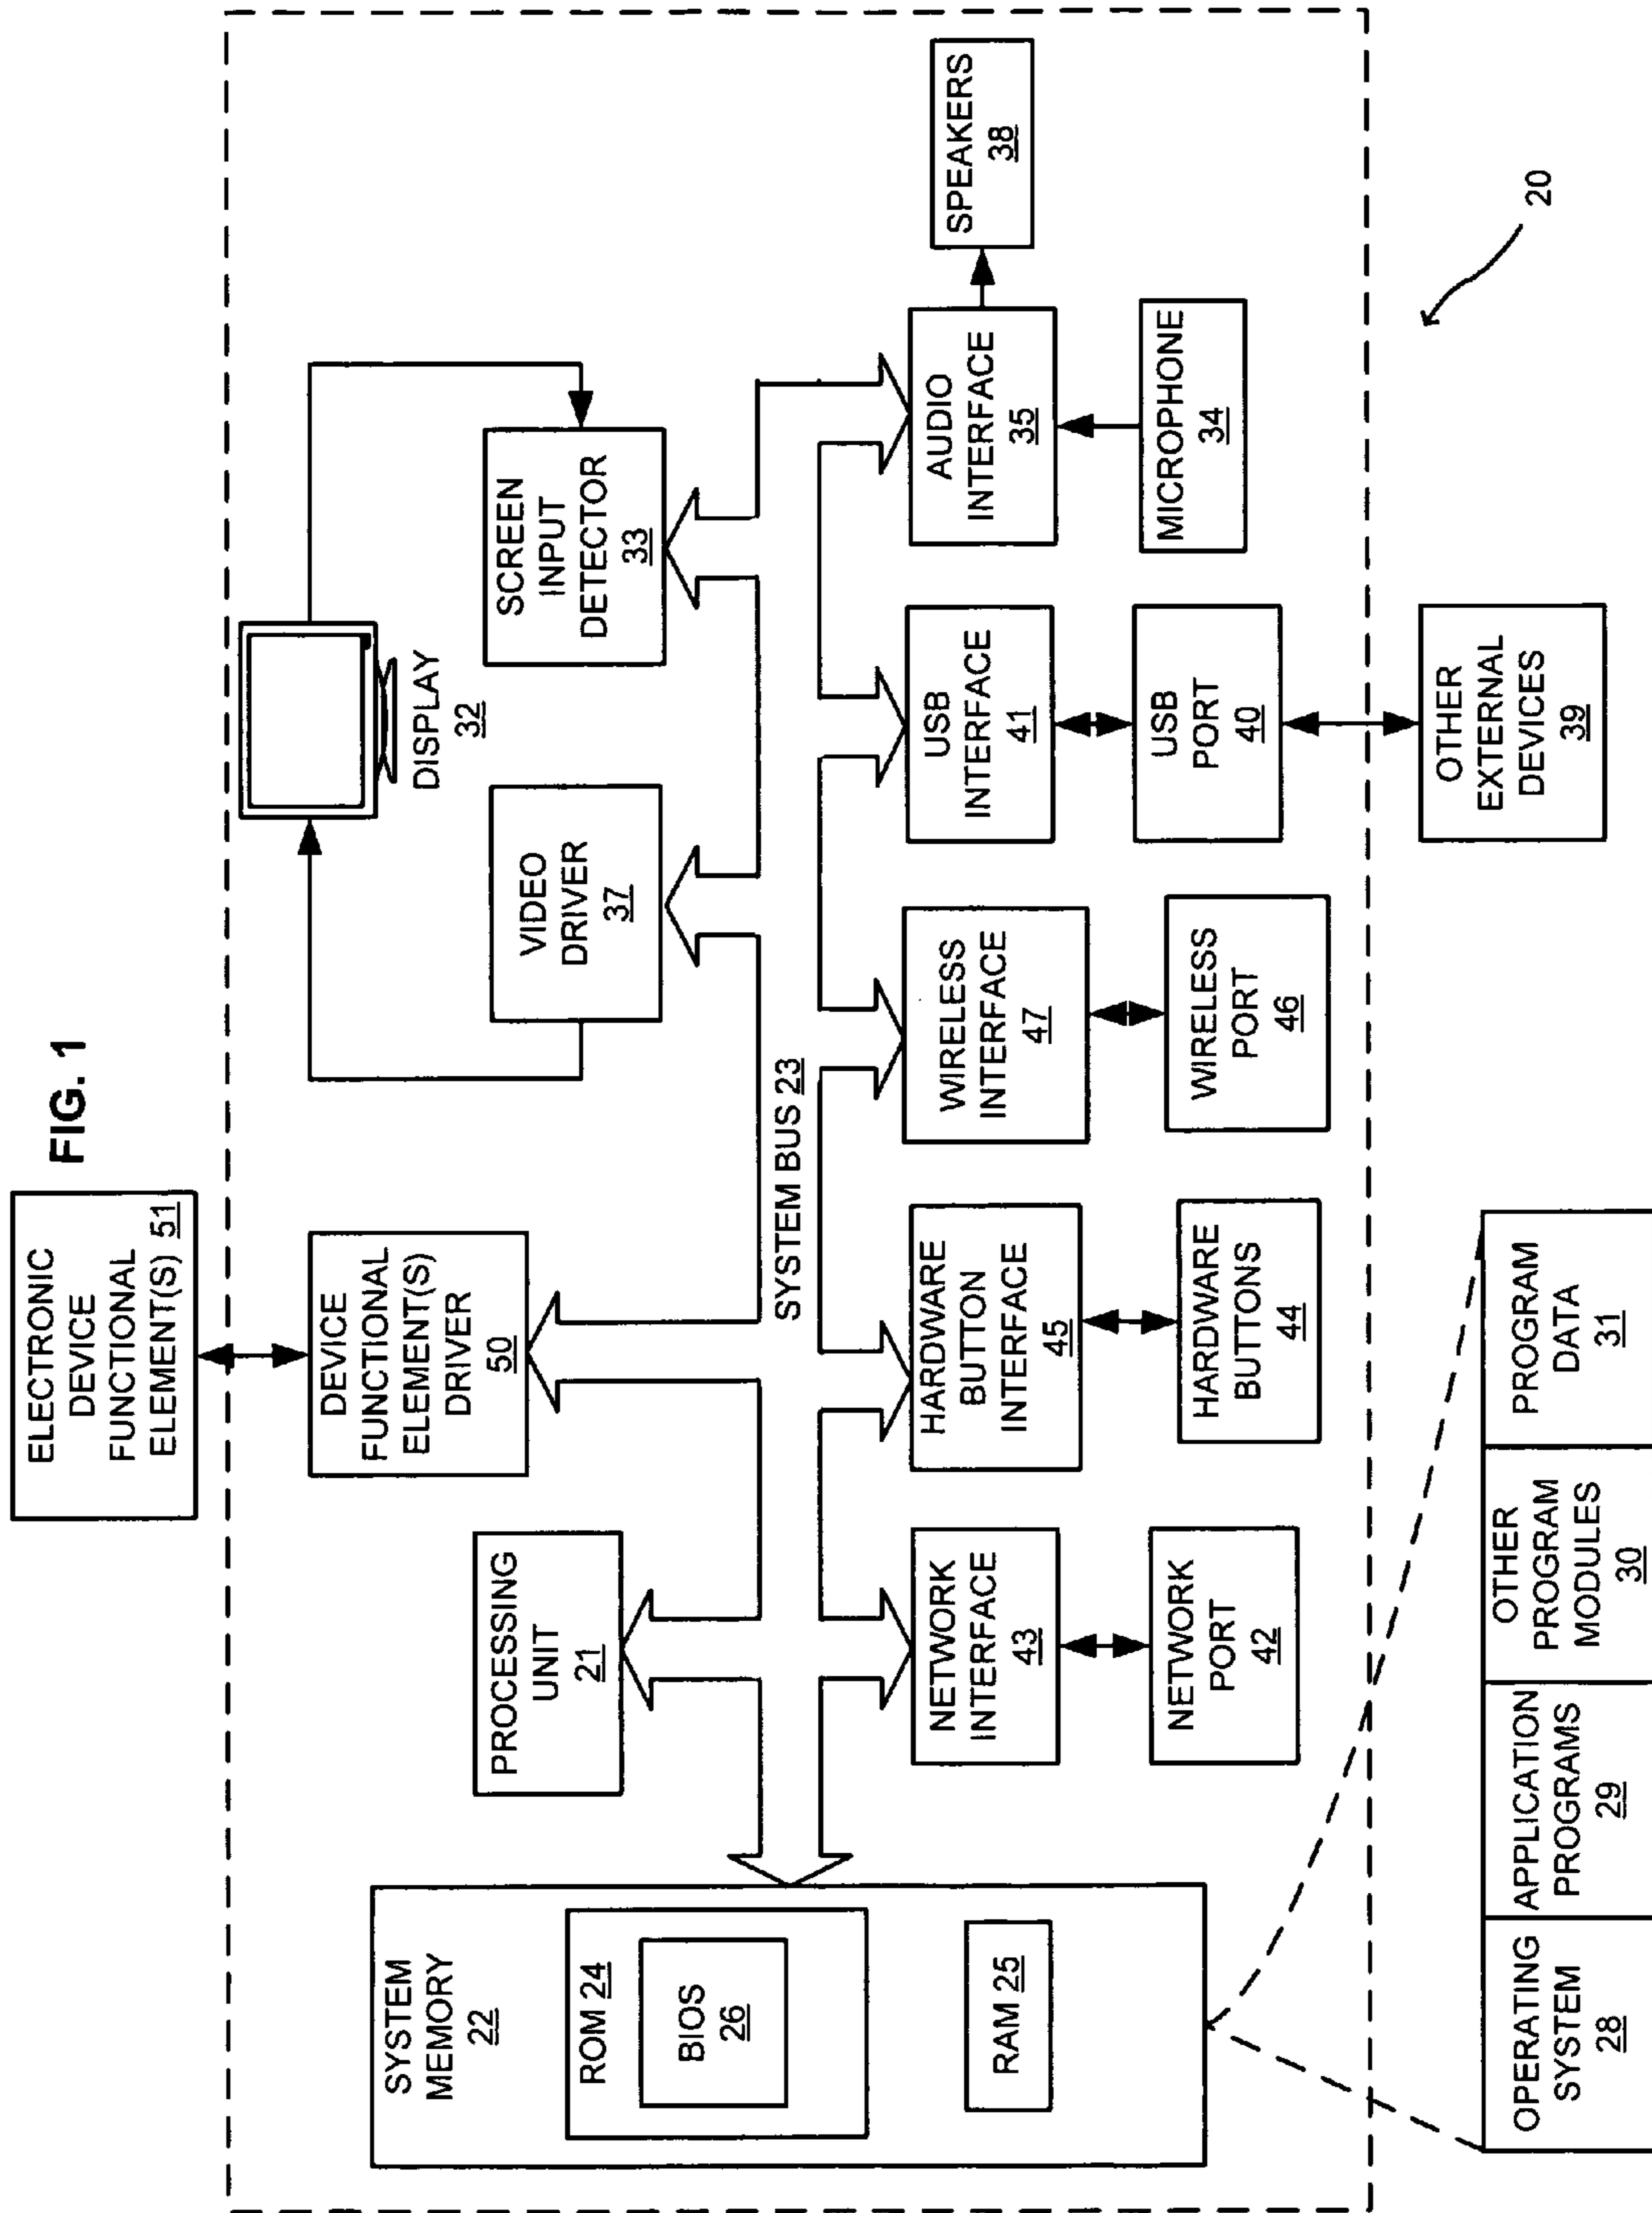 FIG. 1
ELECTRONIC
DEVICE
FUNCTIONAL
ELEMENT(S) 51
SYSTEM
MEMORY
22
ROM 24
BIOS
26
RAM 25
PROCESSING
UNIT
21
DEVICE
FUNCTIONAL
ELEMENT(S)
DRIVER
50
VIDEO
DRIVER
37
DISPLAY
32
SCREEN
INPUT
DETECTOR
33
SYSTEM BUS 23
NETWORK
INTERFACE
43
HARDWARE
BUTTON
INTERFACE
45
WIRELESS
INTERFACE
47
USB
INTERFACE
41
AUDIO
INTERFACE
35
SPEAKERS
38
NETWORK
PORT
42
HARDWARE
BUTTONS
44
WIRELESS
PORT
46
USB
PORT
40
MICROPHONE
34
OPERATING
SYSTEM
28
APPLICATION
PROGRAMS
29
OTHER
PROGRAM
MODULES
30
PROGRAM
DATA
31
OTHER
EXTERNAL
DEVICES
39
20